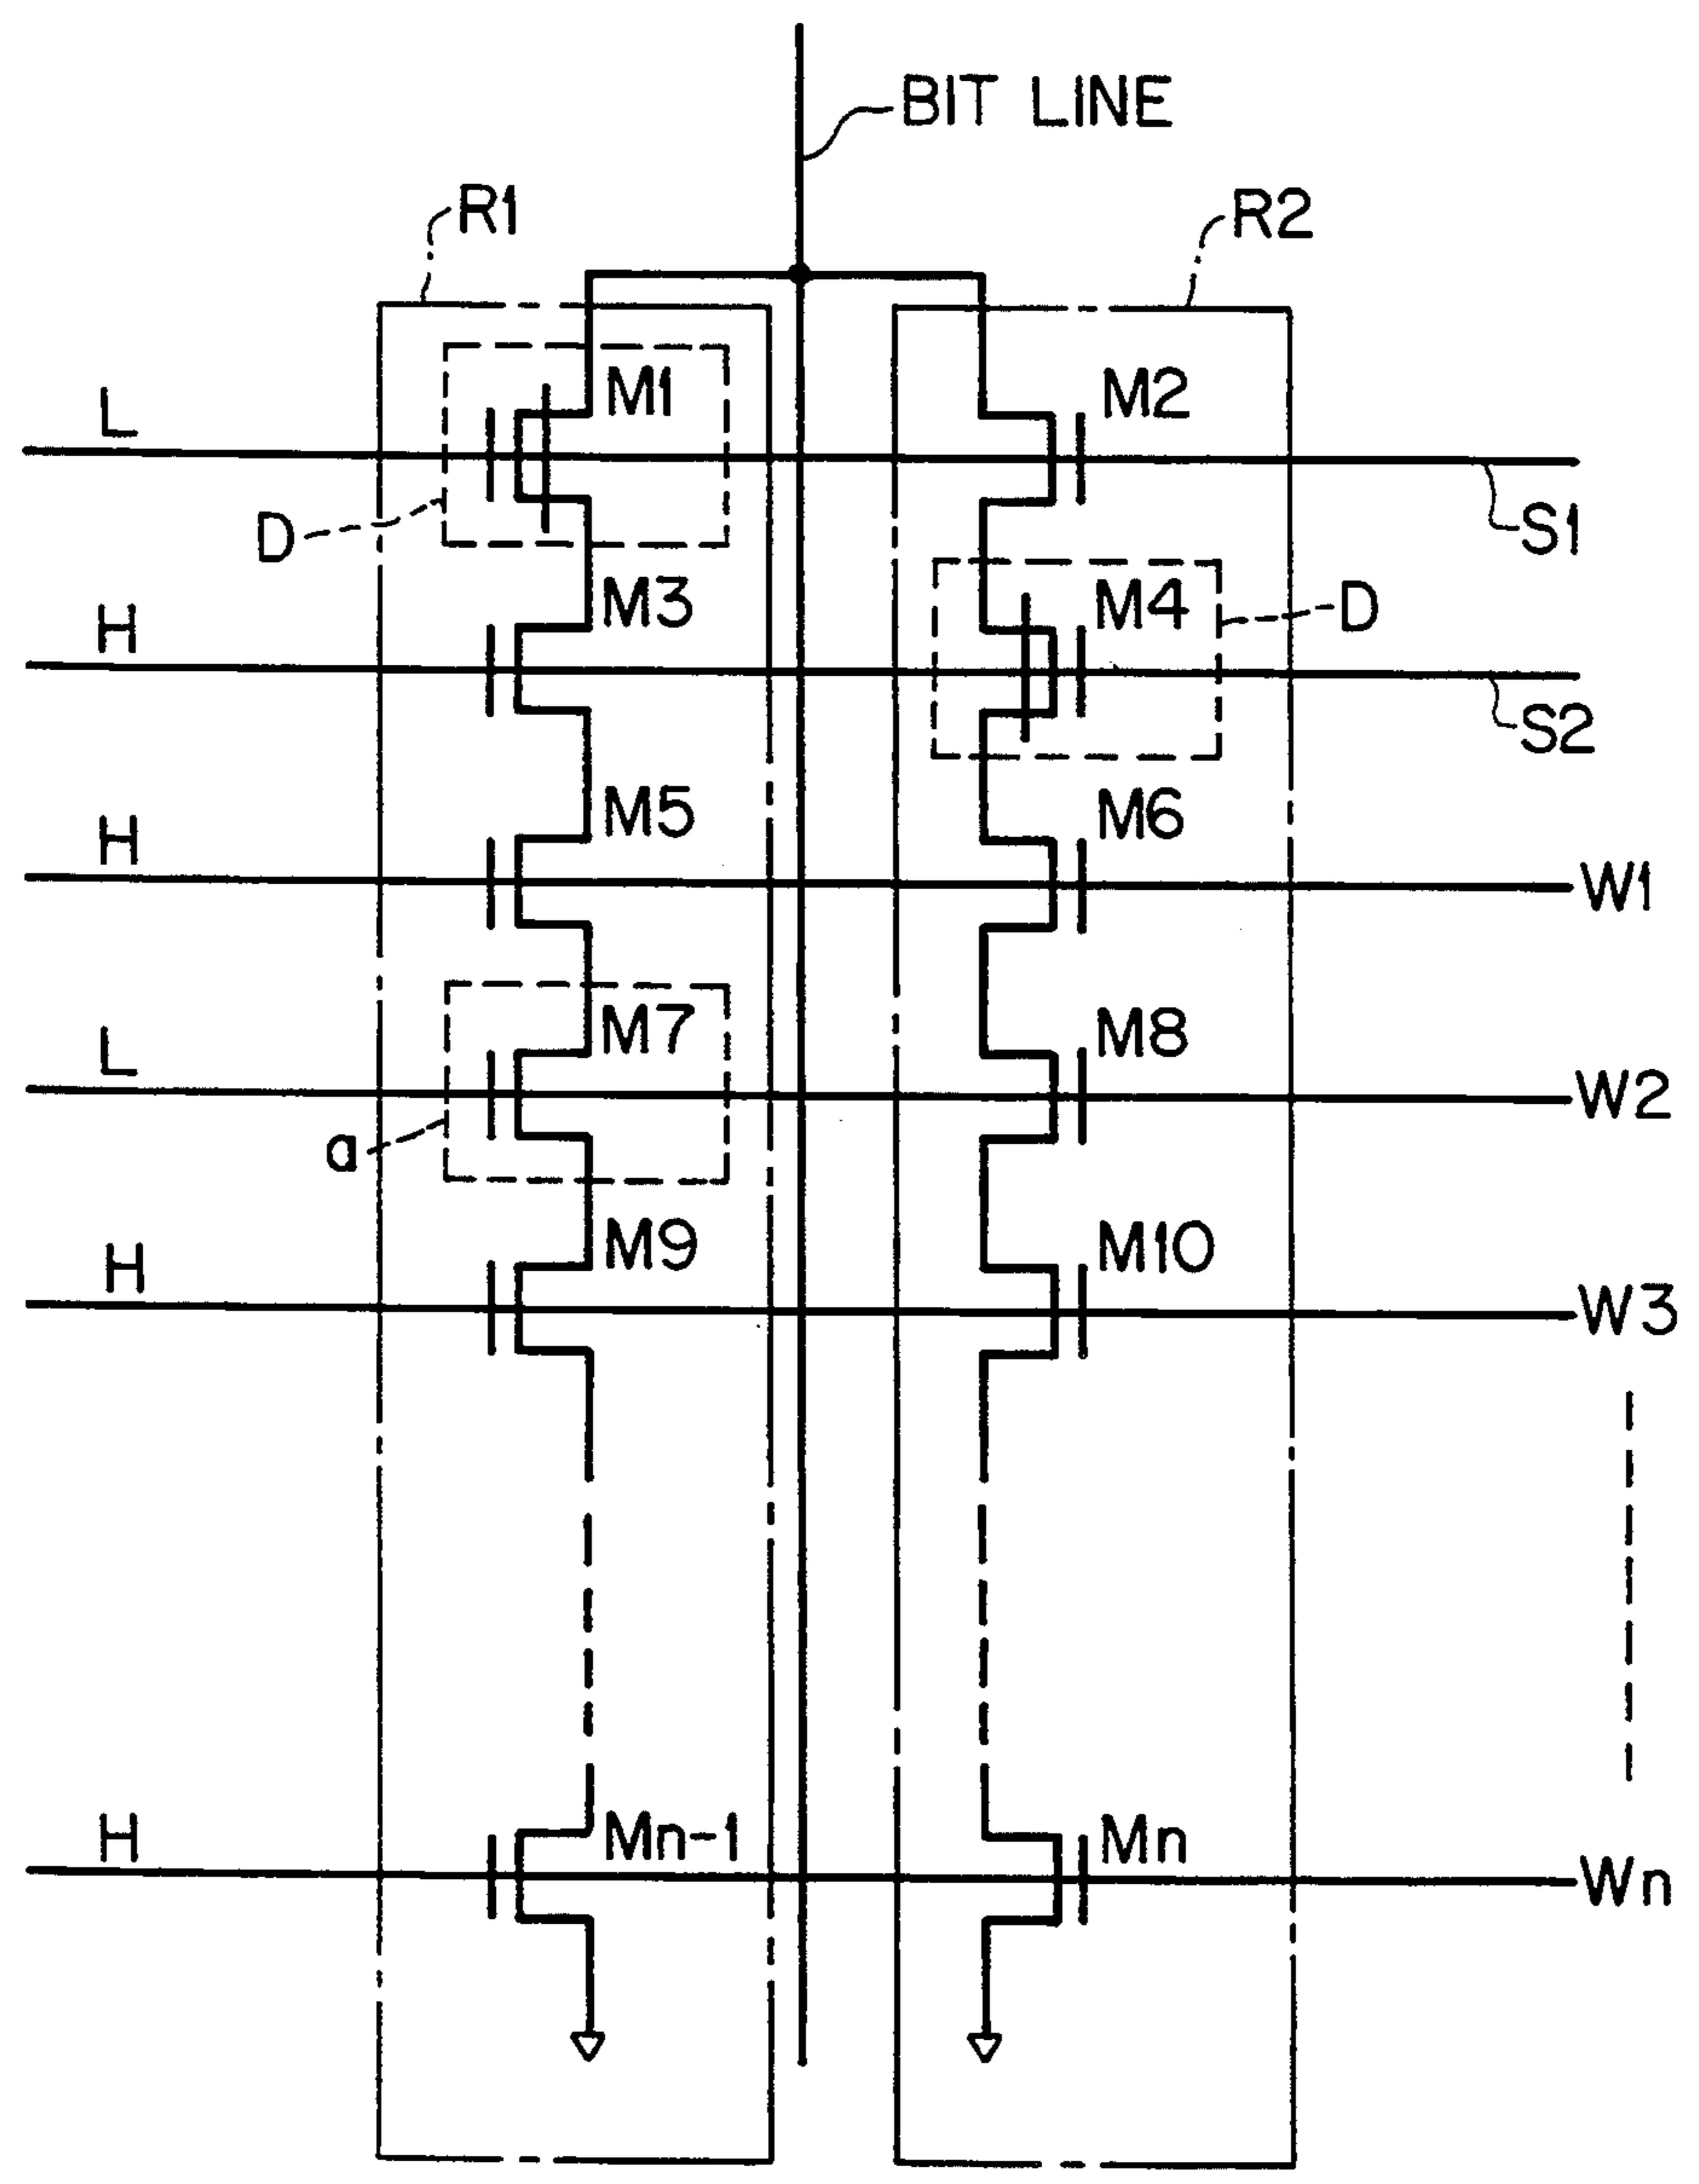 BIT LINE
R1
R2
L
M1
M2
D
S1
H
M3
M4
D
S2
H
M5
M6
W1
L
M7
M8
W2
a
H
M9
M10
W3
H
Mn-1
Mn
Wn